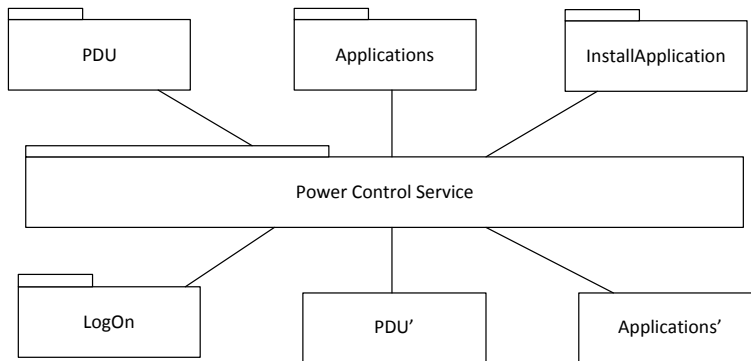 PDU
Applications
InstallApplication
Power Control Service
LogOn
PDU’
Applications’